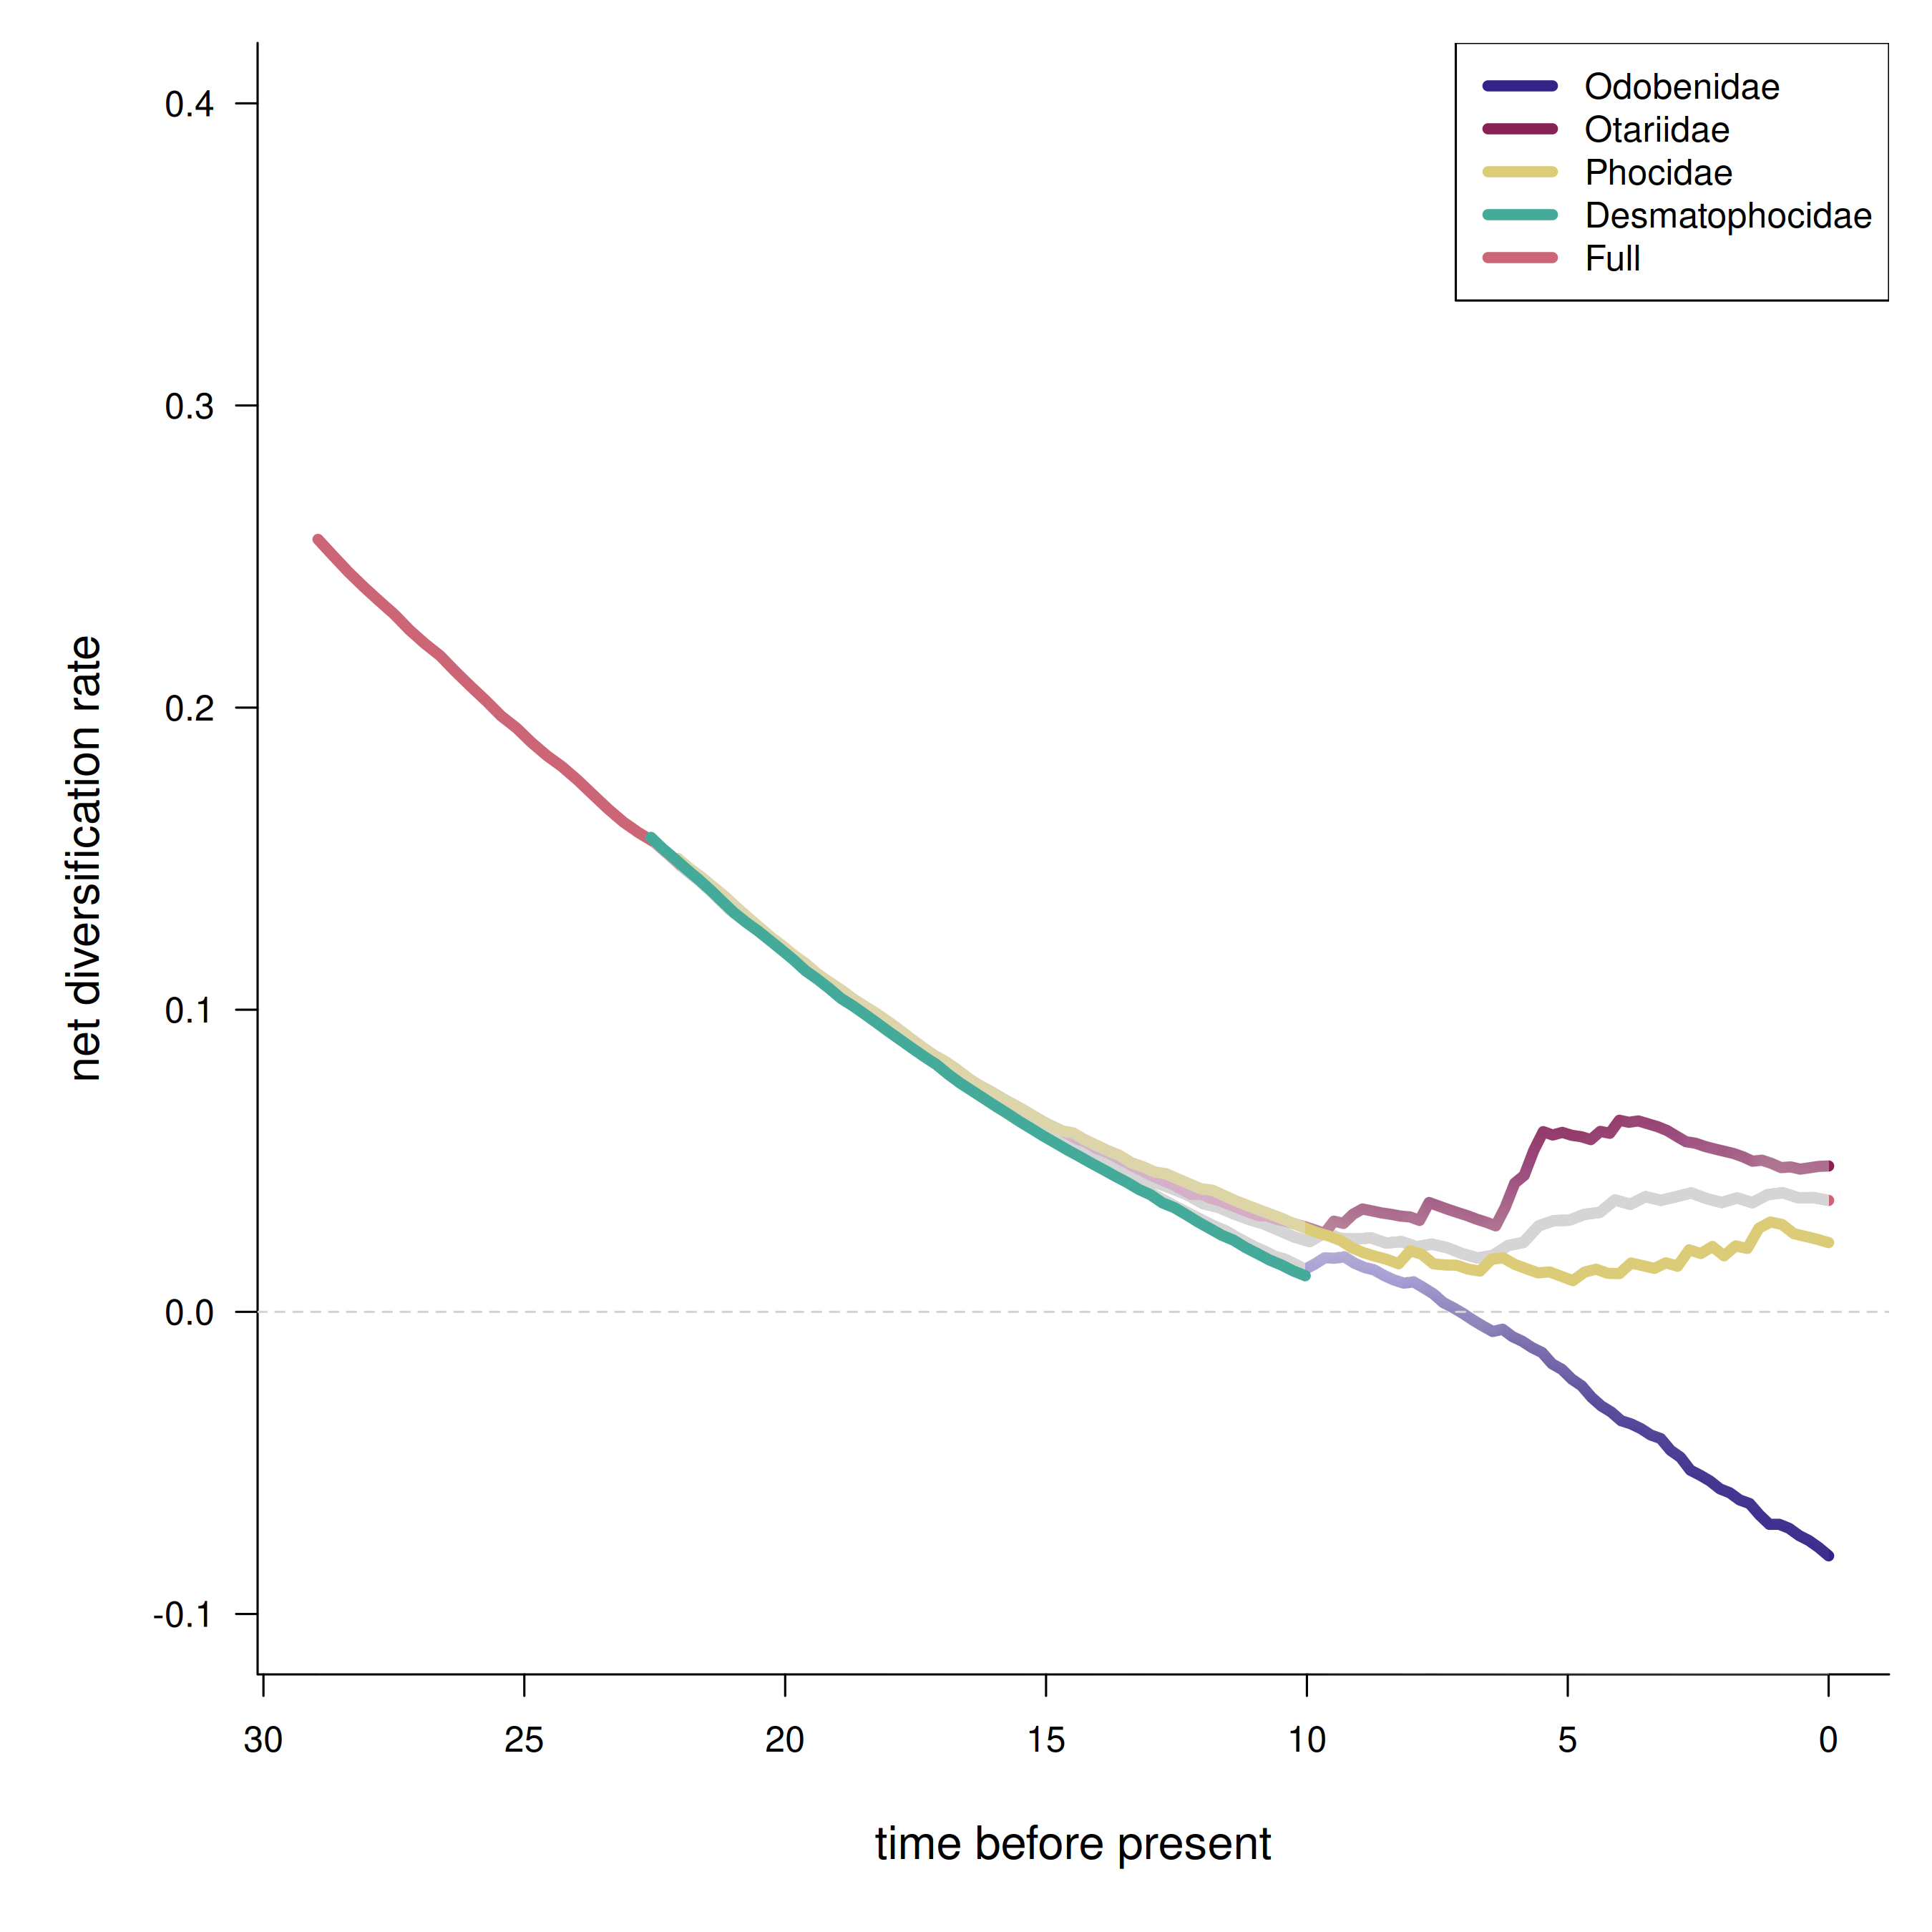 Odobenidae
Otariidae
Phocidae
Desmatophocidae
Full
0.4
0.3
0.2
0.1
0.0
-0.1
net diversification rate
30 25 20 15 10 5 0
time before present